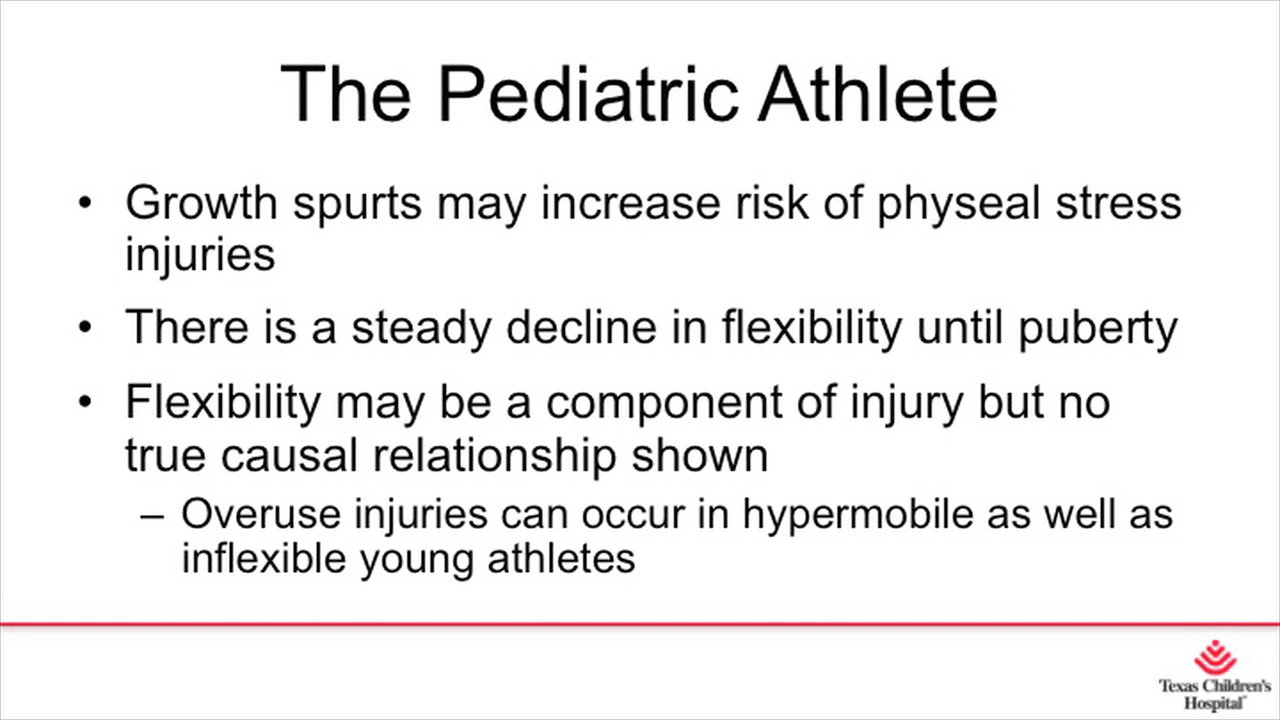 The Pediatric Athlete
• Growth spurts may increase risk of physeal stress
injuries
• There is a steady decline in flexibility until puberty
• Flexibility may be a component of injury but no
true causal relationship shown
– Overuse injuries can occur in hypermobile as well as
inflexible young athletes
Texas Children's
Hospital